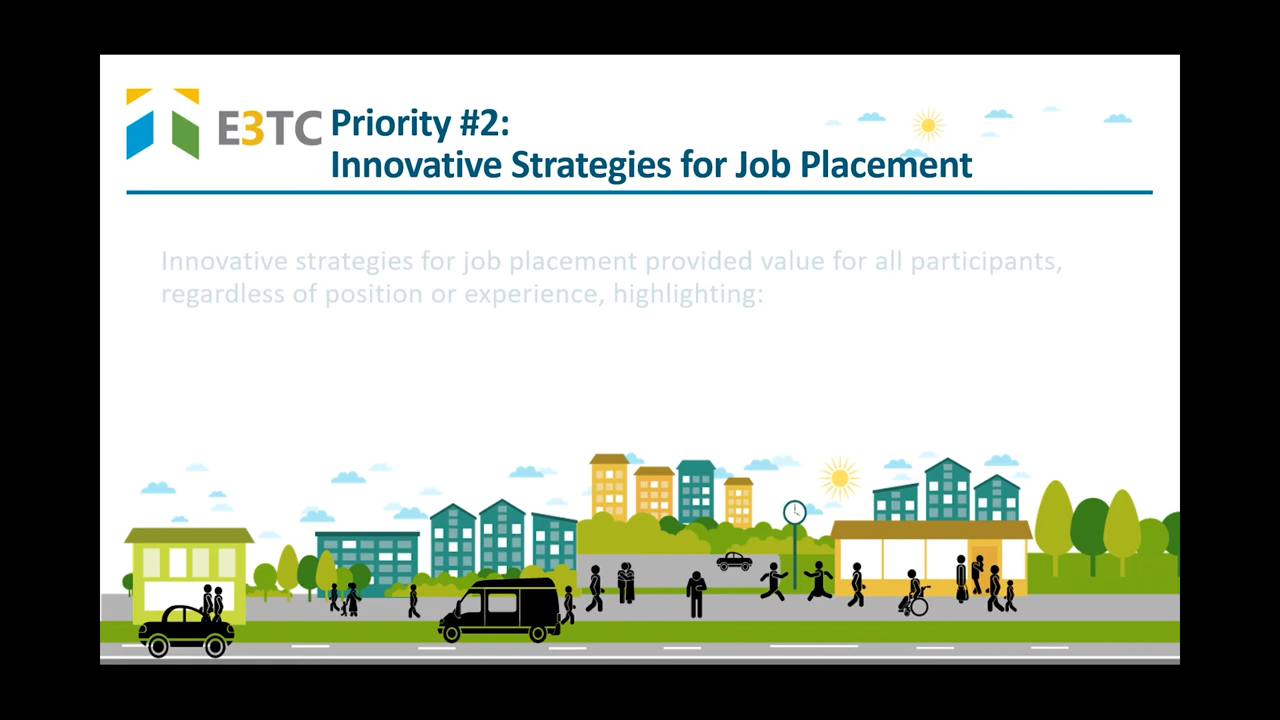 E3TC
Priority #2:
Innovative Strategies for Job Placement
Innovative strategies for job placement provided value for all participants,
regardless of position or experience, highlighting: